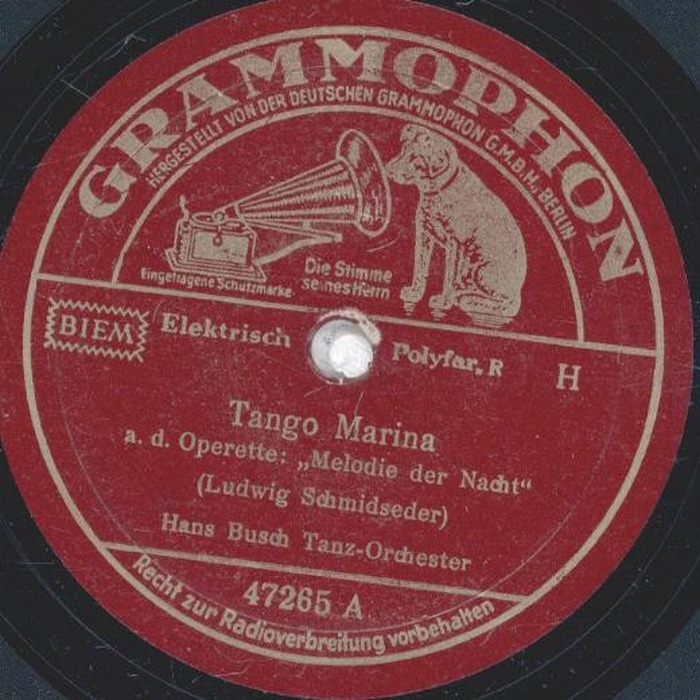 GRAMMOPHON
HERGESTELLT VON DER DEUTSCHEN GRAMMOPHON G.M.B.H., BERLIN
Die Stimme
seines Herrn
Eingetragene Schutzmarke
BIEM
Elektrisch
Polyfar. R
H
Tango Marina
a. d. Operette: „Melodie der Nacht“
(Ludwig Schmidseder)
Hans Busch Tanz-Orchester
47265 A
Recht zur Radioverbreitung vorbehalten